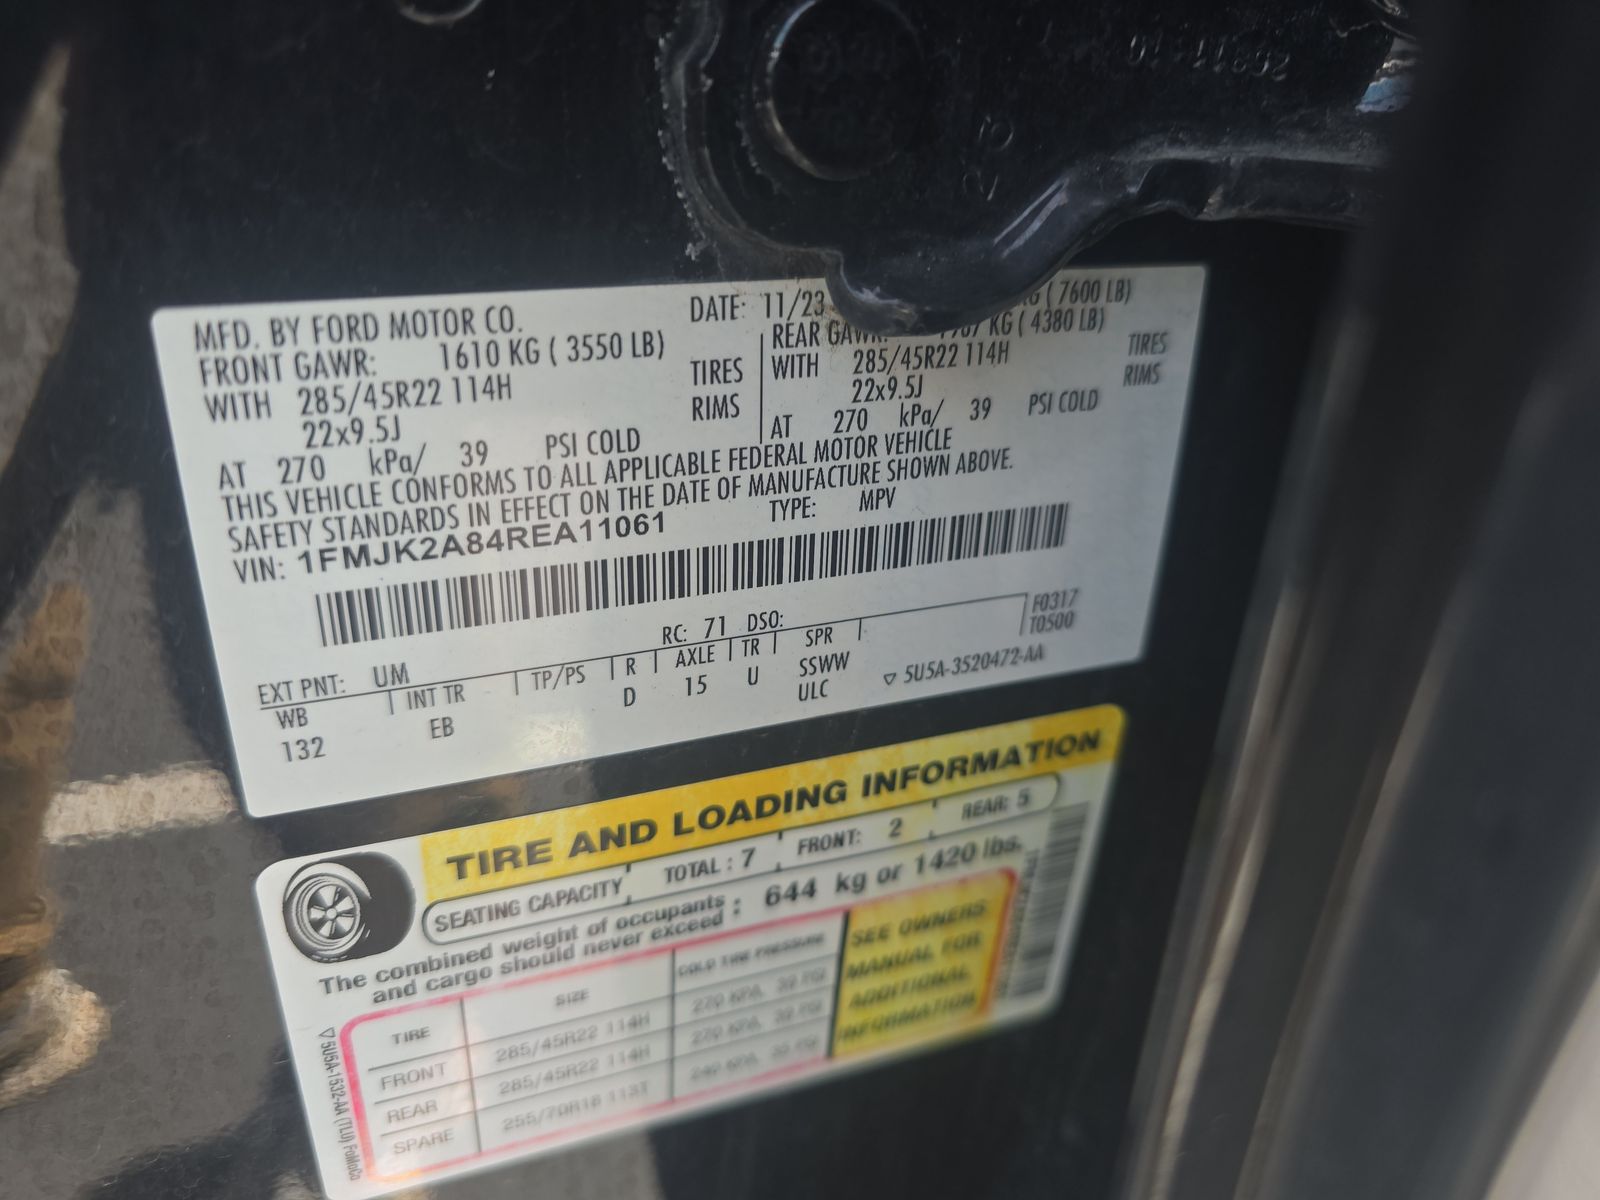 MFD. BY FORD MOTOR CO.
DATE: 11/23
KG ( 7600 LB)
FRONT GAWR: 1610 KG ( 3550 LB)
REAR GAWR: KG ( 4380 LB)
WITH 285/45R22 114H TIRES
WITH 285/45R22 114H TIRES
22x9.5J RIMS
22x9.5J RIMS
AT 270 kPa/ 39 PSI COLD
AT 270 kPa/ 39 PSI COLD
THIS VEHICLE CONFORMS TO ALL APPLICABLE FEDERAL MOTOR VEHICLE
SAFETY STANDARDS IN EFFECT ON THE DATE OF MANUFACTURE SHOWN ABOVE.
VIN: 1FMJK2A84REA11061
TYPE: MPV
F0317
T0500
RC: 71 DSO:
EXT PNT: UM
WB INT TR TP/PS R AXLE TR SPR
132 EB D 15 U SSWW
ULC
▽ 5U5A-3520472-AA
TIRE AND LOADING INFORMATION
SEATING CAPACITY TOTAL : 7 FRONT: 2 REAR: 5
The combined weight of occupants
and cargo should never exceed : 644 kg or 1420 lbs.
TIRE SIZE COLD TIRE PRESSURE
FRONT 285/45R22 114H 270 KPA, 39 PSI
REAR 285/45R22 114H 270 KPA, 39 PSI
SPARE 255/70R18 113T
SEE OWNERS
MANUAL FOR
ADDITIONAL
INFORMATION
▽ 5U5A-1532-AA (TLU) FoMoCo